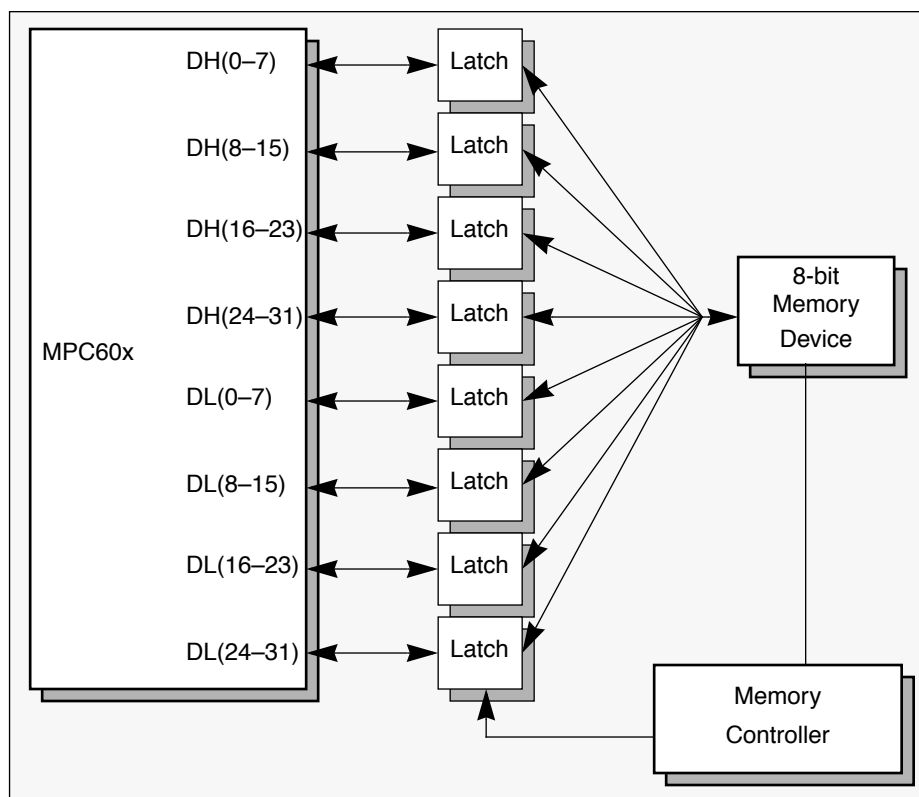 DH(0–7)
Latch
DH(8–15)
Latch
DH(16–23)
Latch
DH(24–31)
Latch
MPC60x
DL(0–7)
Latch
DL(8–15)
Latch
DL(16–23)
Latch
DL(24–31)
Latch
8-bit
Memory
Device
Memory
Controller